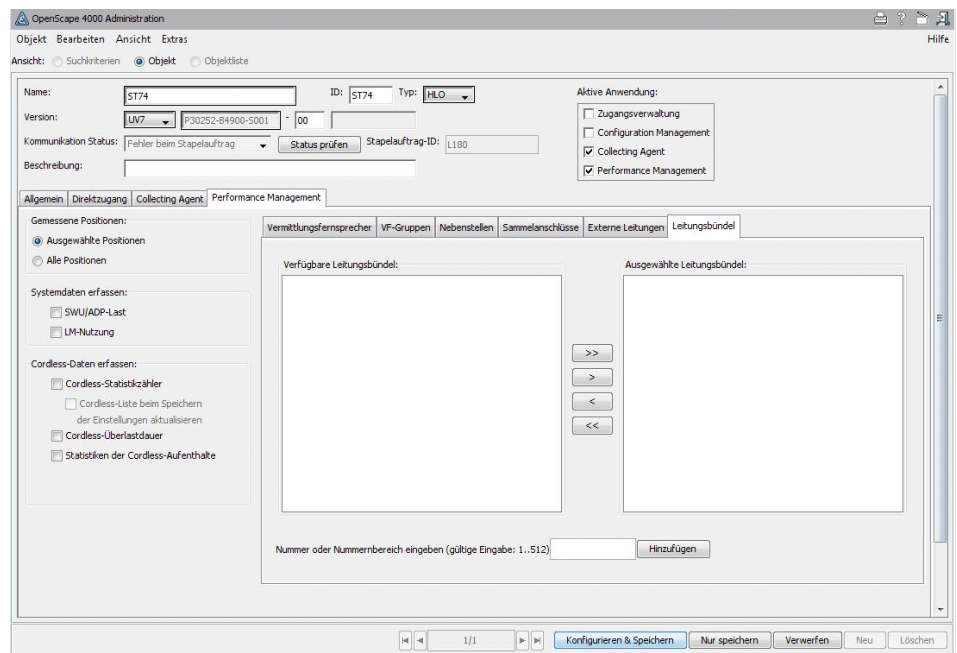 OpenScape 4000 Administration
Objekt Bearbeiten Ansicht Extras Hilfe
Ansicht: Suchkriterien Objekt Objektliste
Name: ST74 ID: ST74 Typ: HLO Aktive Anwendung:
Zugangsverwaltung
Version: UV7 P30252-B4900-S001 - 00
Configuration Management
Kommunikation Status: Fehler beim Stapelauftrag Status prüfen Stapelauftrag-ID: L180
Collecting Agent
Beschreibung:
Performance Management
Allgemein Direktzugang Collecting Agent Performance Management
Gemessene Positionen:
Ausgewählte Positionen
Alle Positionen
Systemdaten erfassen:
SWU/ADP-Last
LM-Nutzung
Cordless-Daten erfassen:
Cordless-Statistikzähler
Cordless-Liste beim Speichern
der Einstellungen aktualisieren
Cordless-Überlastdauer
Statistiken der Cordless-Aufenthalte
Vermittlungsfernsprecher VF-Gruppen Nebenstellen Sammelanschlüsse Externe Leitungen Leitungsbündel
Verfügbare Leitungsbündel: Ausgewählte Leitungsbündel:
>>
>
<
<<
Nummer oder Nummernbereich eingeben (gültige Eingabe: 1..512) Hinzufügen
1/1 Konfigurieren & Speichern Nur speichern Verwerfen Neu Löschen